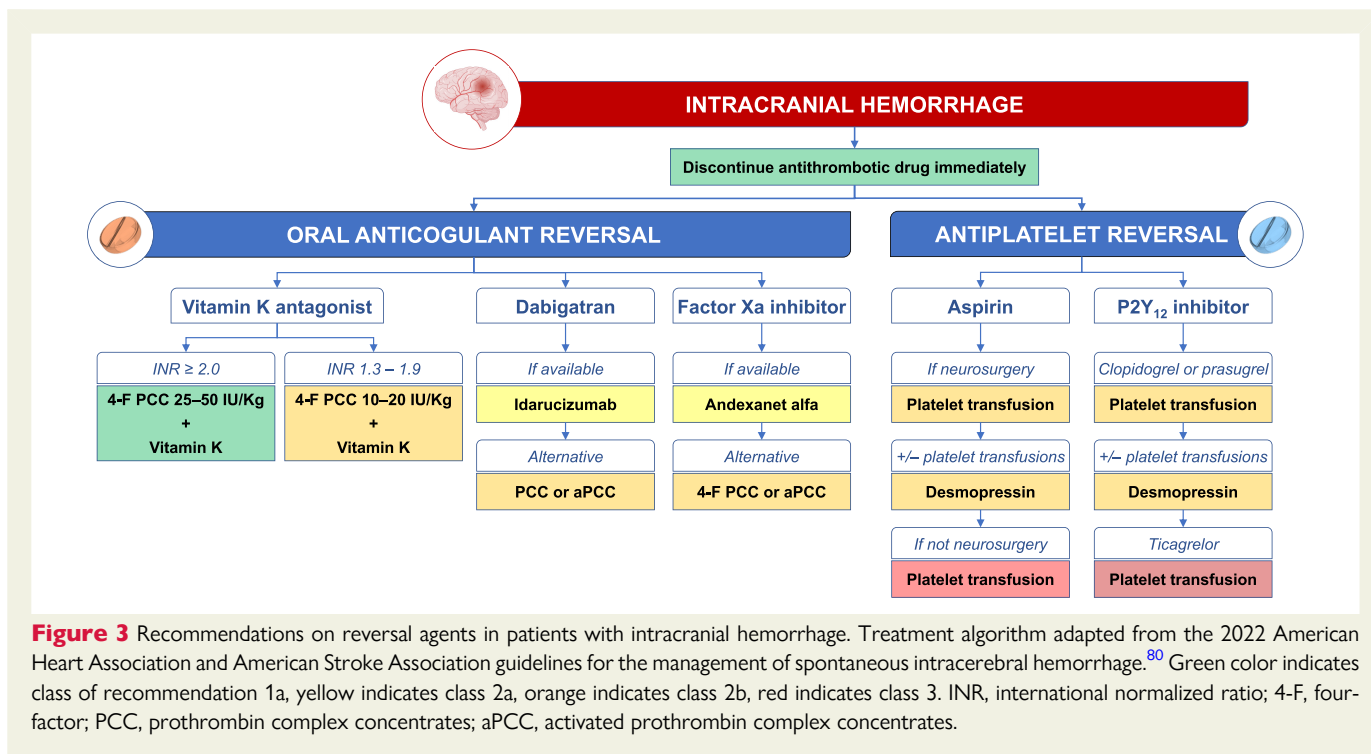 INTRACRANIAL HEMORRHAGE
Discontinue antithrombotic drug immediately
ORAL ANTICOGULANT REVERSAL
ANTIPLATELET REVERSAL
Vitamin K antagonist
Dabigatran
Factor Xa inhibitor
Aspirin
P2Y₁₂ inhibitor
INR ≥ 2.0
INR 1.3 – 1.9
If available
If available
If neurosurgery
Clopidogrel or prasugrel
4-F PCC 25–50 IU/Kg
+
Vitamin K
4-F PCC 10–20 IU/Kg
+
Vitamin K
Idarucizumab
Andexanet alfa
Platelet transfusion
Platelet transfusion
Alternative
Alternative
+/– platelet transfusions
+/– platelet transfusions
PCC or aPCC
4-F PCC or aPCC
Desmopressin
Desmopressin
If not neurosurgery
Ticagrelor
Platelet transfusion
Platelet transfusion
Figure 3 Recommendations on reversal agents in patients with intracranial hemorrhage. Treatment algorithm adapted from the 2022 American
Heart Association and American Stroke Association guidelines for the management of spontaneous intracerebral hemorrhage.⁸⁰ Green color indicates
class of recommendation 1a, yellow indicates class 2a, orange indicates class 2b, red indicates class 3. INR, international normalized ratio; 4-F, four-
factor; PCC, prothrombin complex concentrates; aPCC, activated prothrombin complex concentrates.